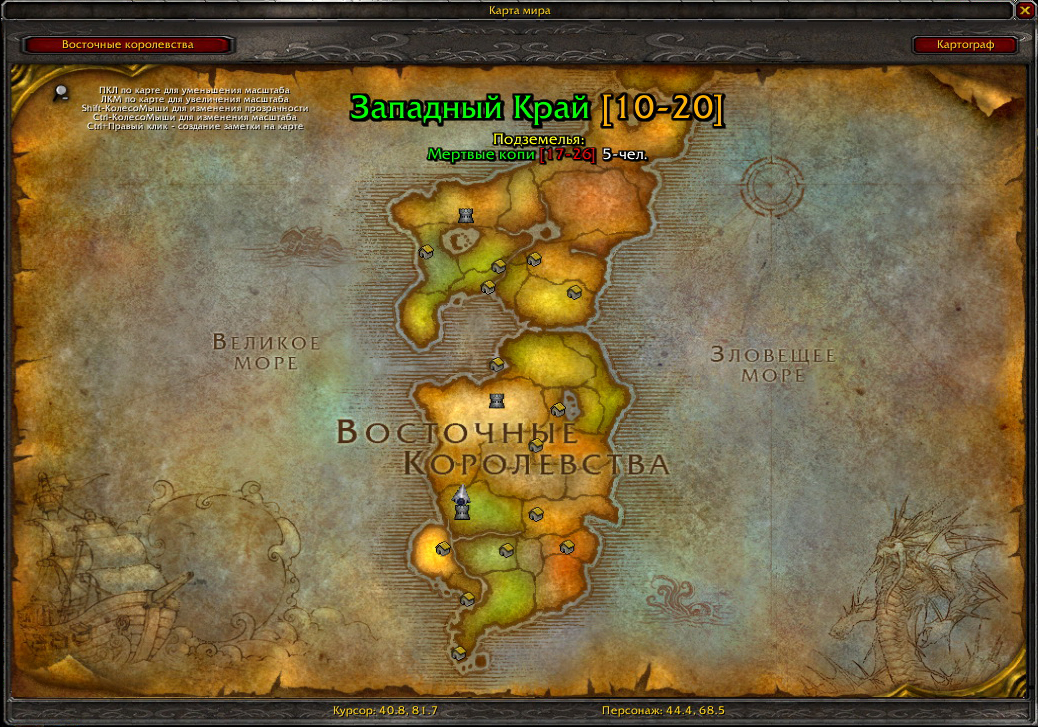 Карта мира
Восточные королевства
Картограф
ПКЛ по карте для уменьшения масштаба
ЛКМ по карте для увеличения масштаба
Shift-КолесоМыши для изменения прозрачности
Ctrl-КолесоМыши для изменения масштаба
Ctrl+Правый клик - создание заметки на карте
Западный Край [10-20]
Подземелья:
Мертвые копи [17-26] 5-чел.
Великое
море
Зловещее
море
Восточные
Королевства
Курсор: 40.8, 81.7
Персонаж: 44.4, 68.5